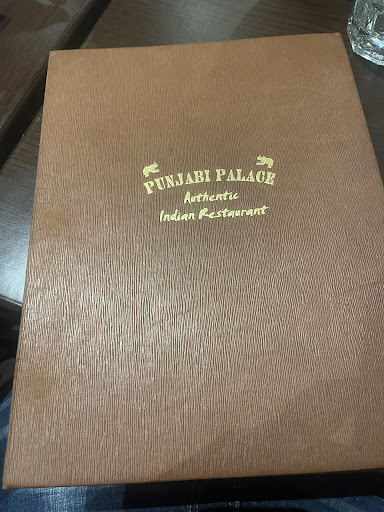 PUNJABI PALACE
Authentic
Indian Restaurant